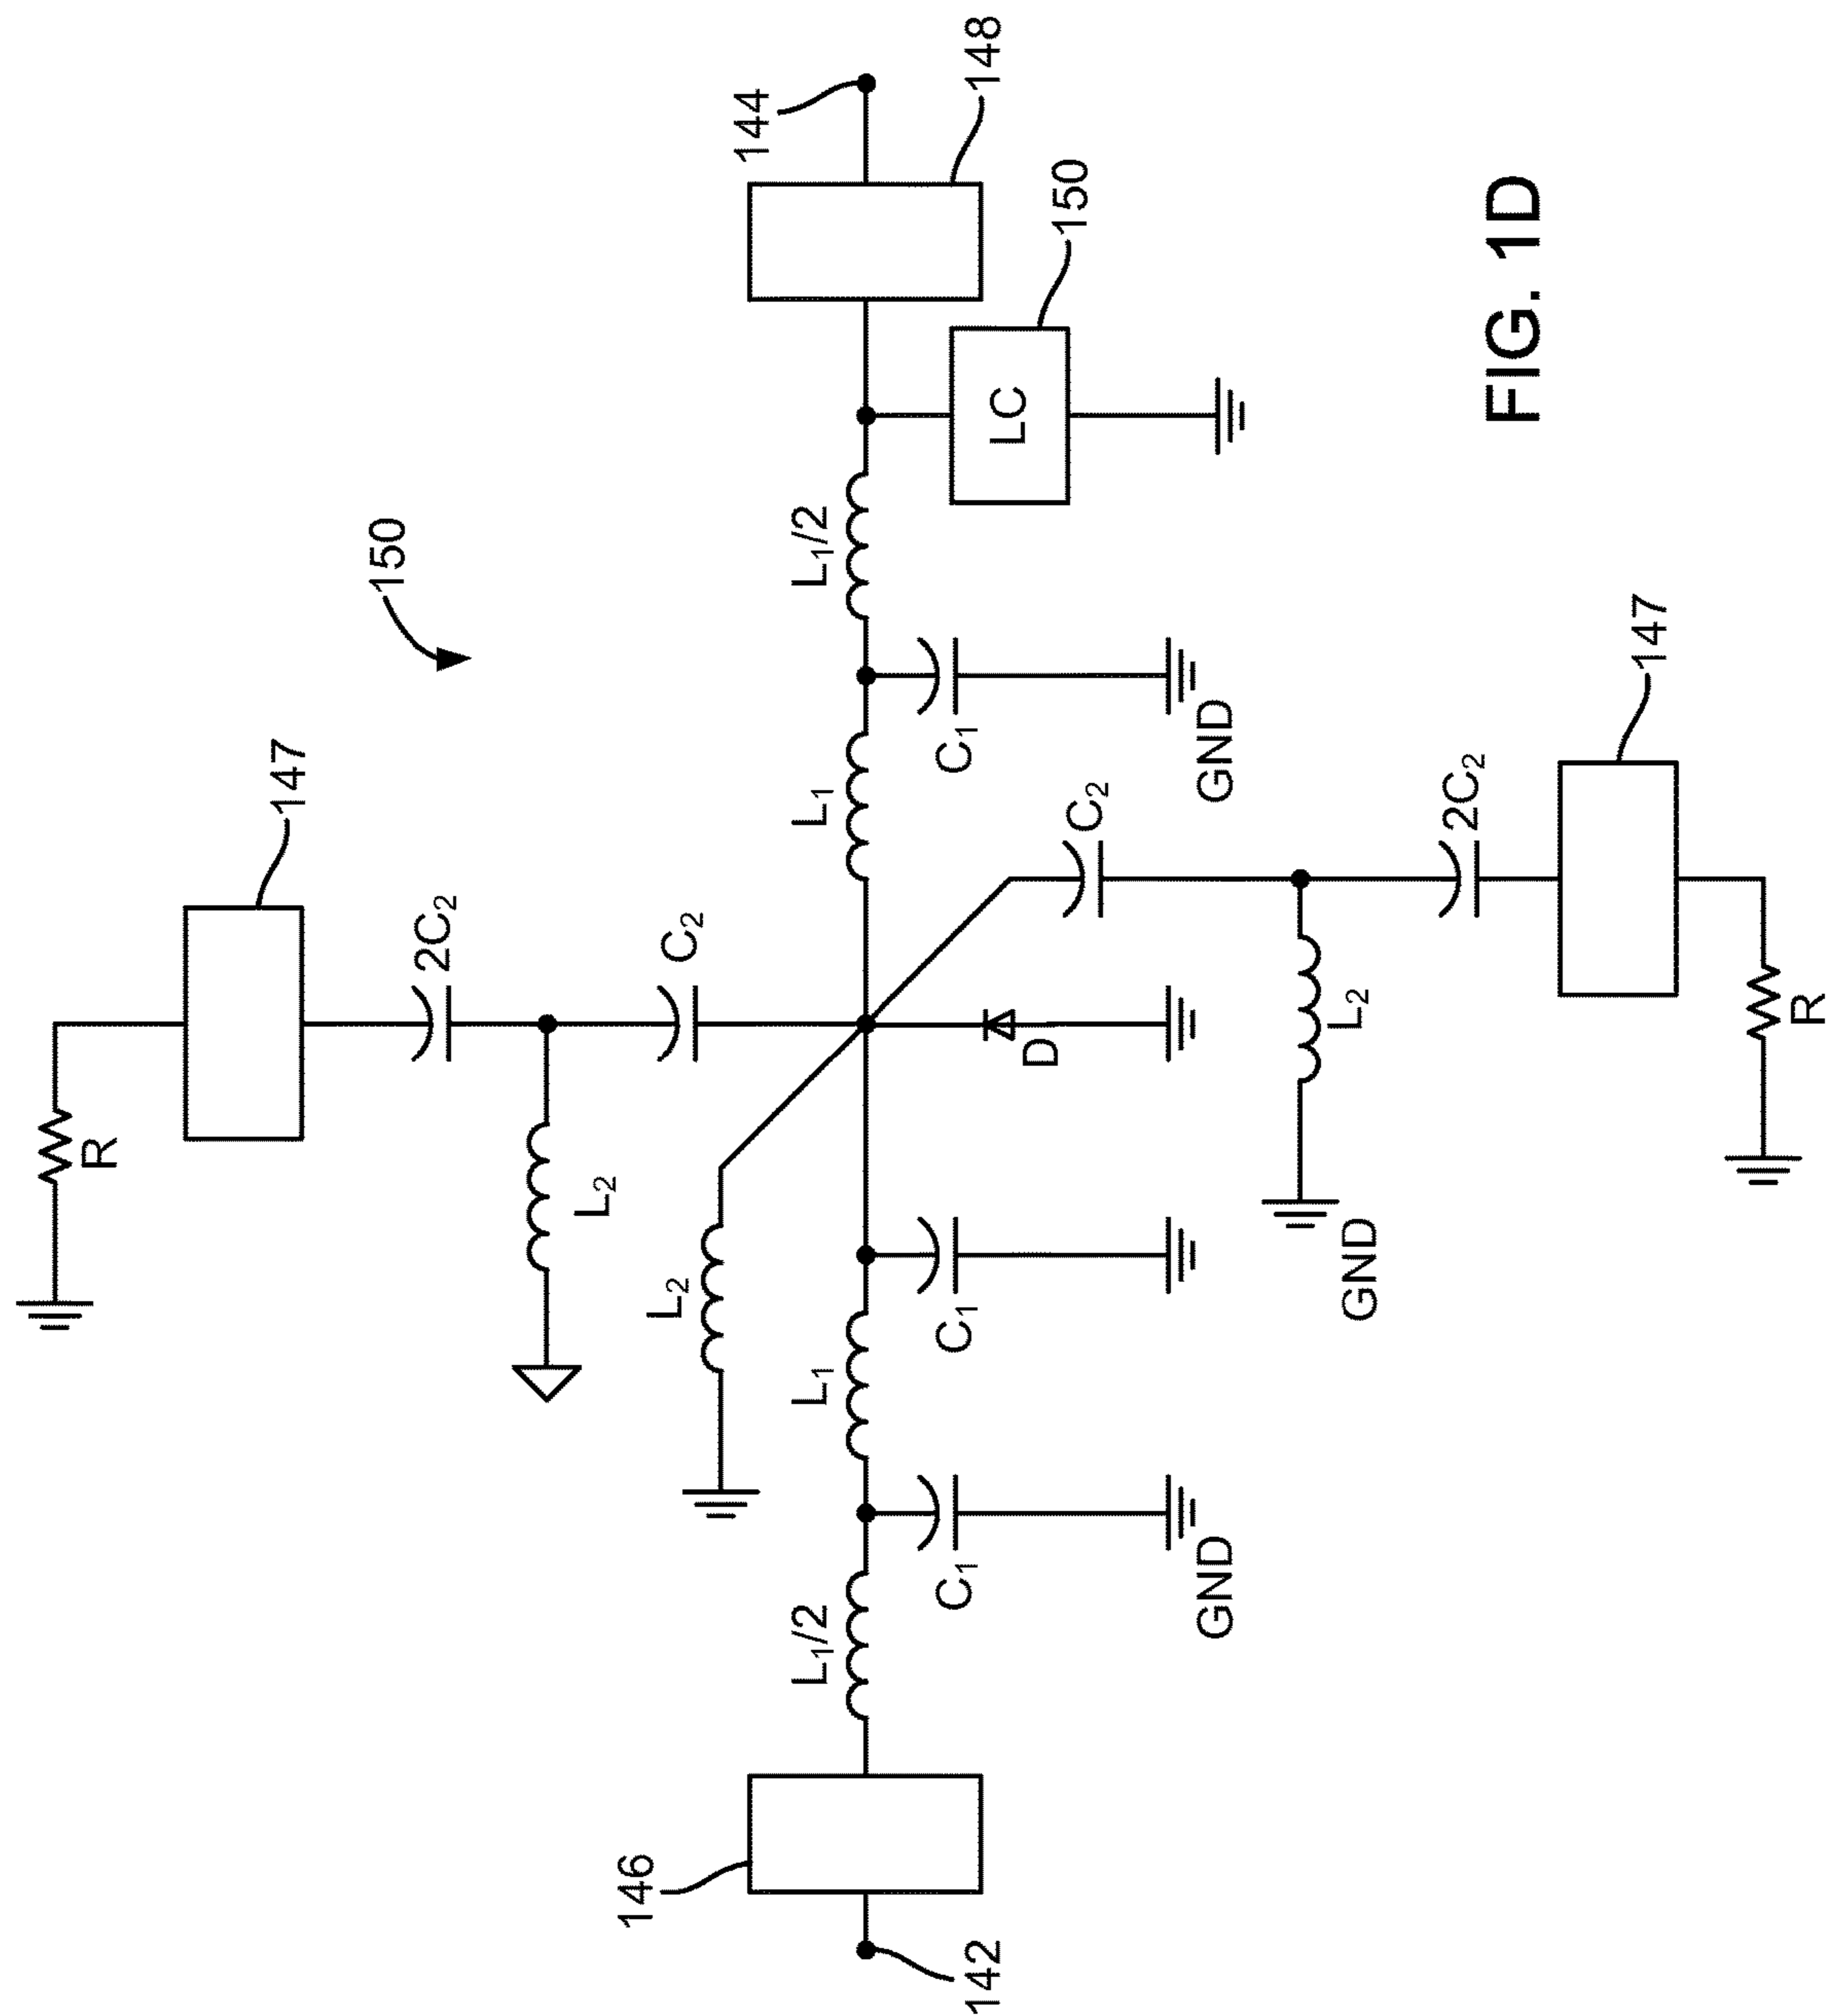 R
147
150
2C₂
L₂
146
L₂
C₂
144
L₁/2
L₁
L₁
L₁/2
142
C₁
C₁
C₁
148
LC
D
150
C₂
GND
GND
GND
L₂
2C₂
FIG. 1D
147
R